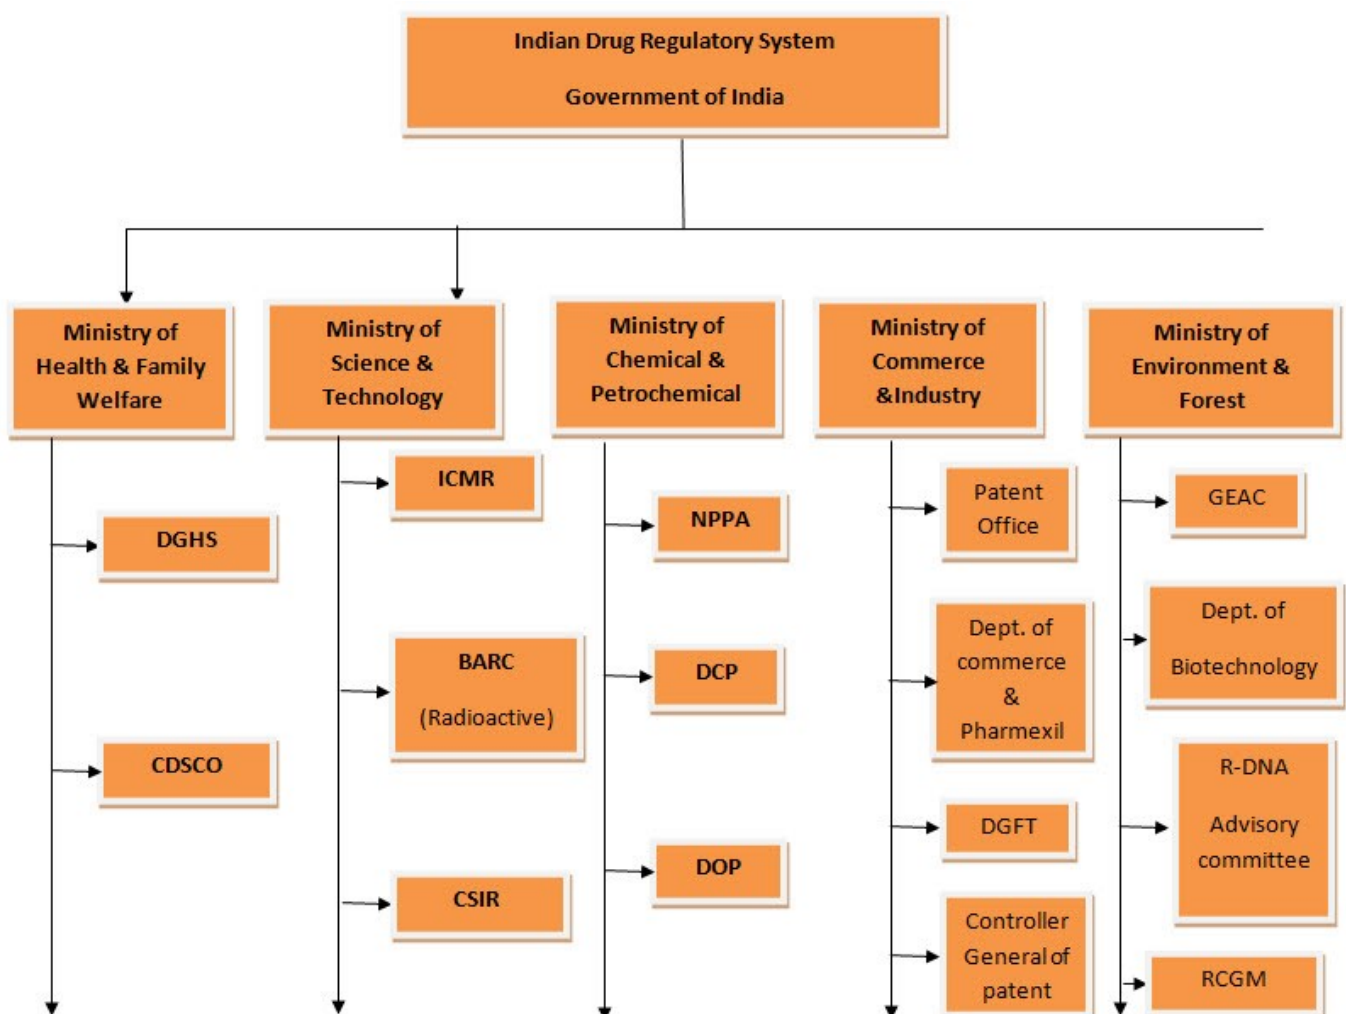 Indian Drug Regulatory System
Government of India
Ministry of
Health & Family
Welfare
Ministry of
Science &
Technology
Ministry of
Chemical &
Petrochemical
Ministry of
Commerce
&Industry
Ministry of
Environment &
Forest
DGHS
CDSCO
ICMR
BARC
(Radioactive)
CSIR
NPPA
DCP
DOP
Patent
Office
Dept. of
commerce
&
Pharmexil
DGFT
Controller
General of
patent
GEAC
Dept. of
Biotechnology
R-DNA
Advisory
committee
RCGM